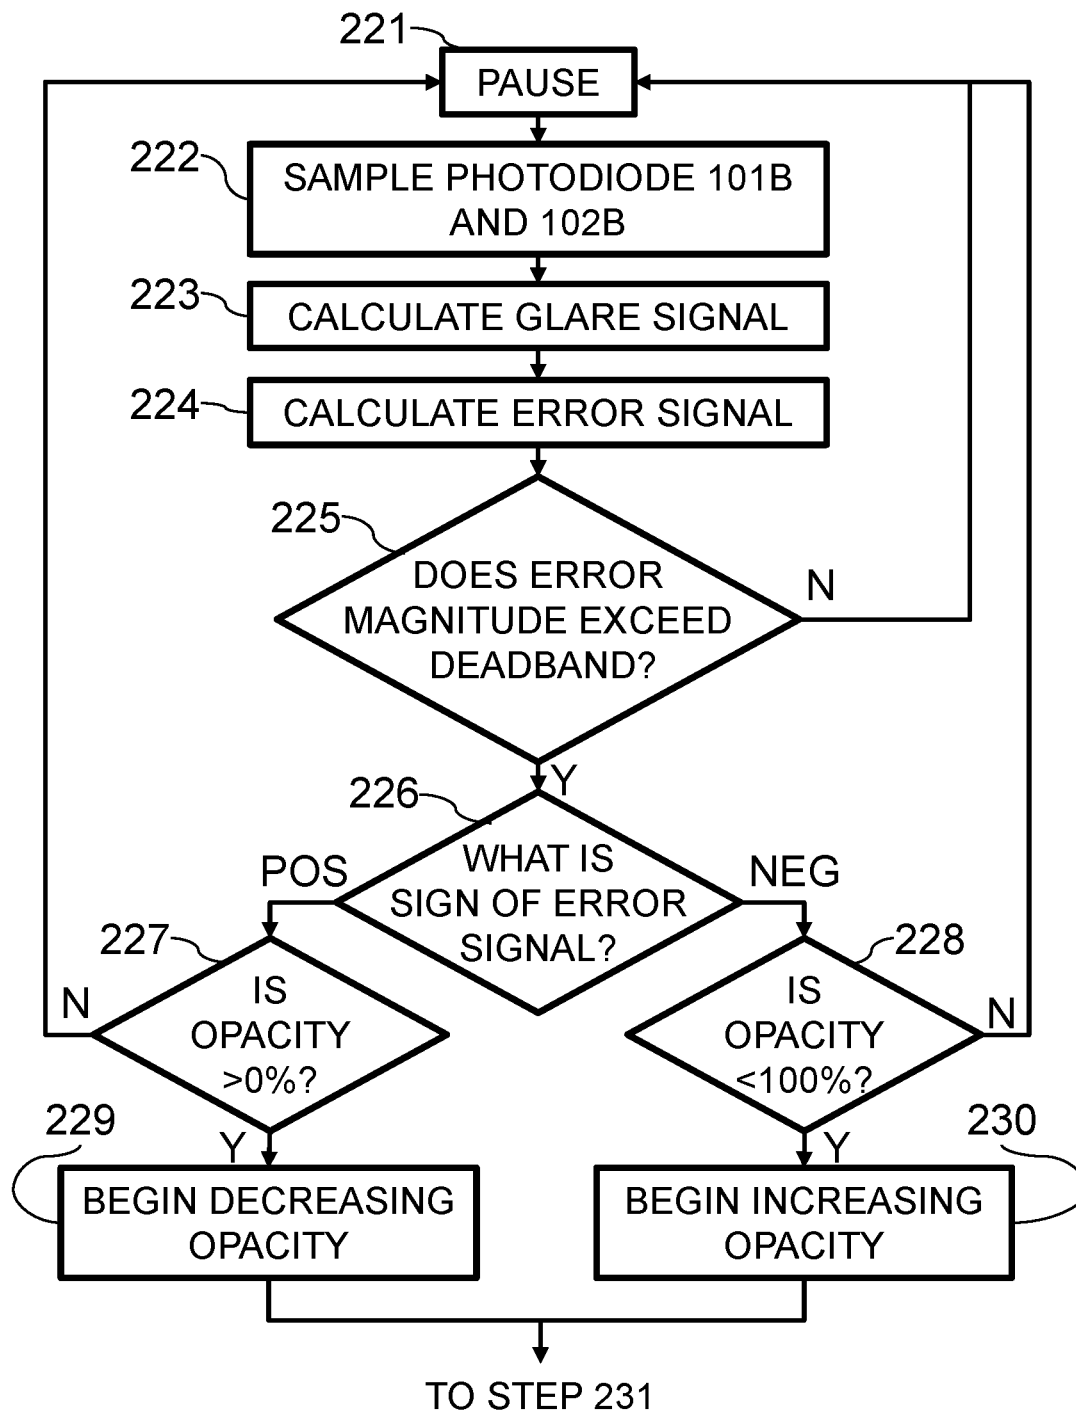 221
PAUSE
222
SAMPLE PHOTODIODE 101B
AND 102B
223
CALCULATE GLARE SIGNAL
224
CALCULATE ERROR SIGNAL
225
DOES ERROR
MAGNITUDE EXCEED
DEADBAND?
N
Y
226
WHAT IS
SIGN OF ERROR
SIGNAL?
POS
NEG
227
IS
OPACITY
>0%?
N
Y
228
IS
OPACITY
<100%?
N
Y
229
BEGIN DECREASING
OPACITY
230
BEGIN INCREASING
OPACITY
TO STEP 231